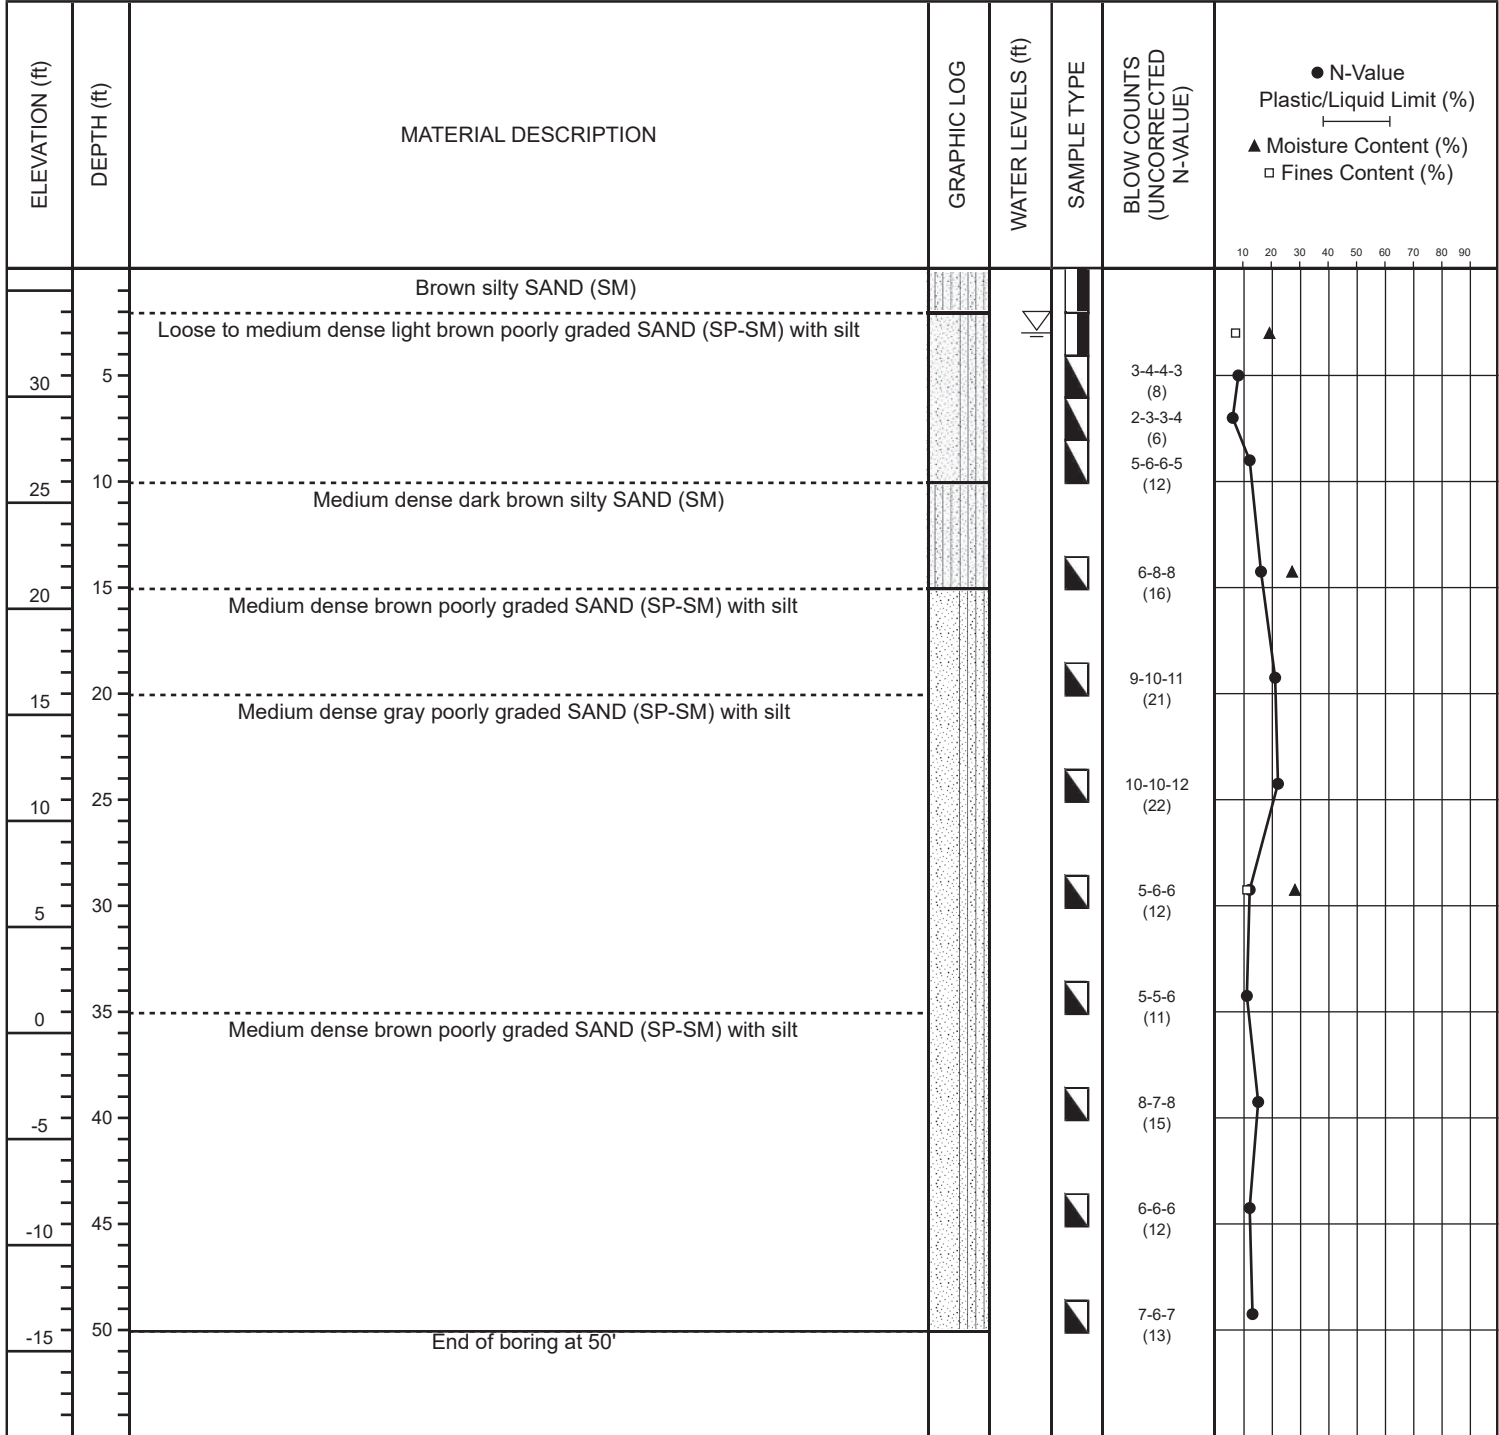 ELEVATION (ft)
DEPTH (ft)
MATERIAL DESCRIPTION
GRAPHIC LOG
WATER LEVELS (ft)
SAMPLE TYPE
BLOW COUNTS
(UNCORRECTED
N-VALUE)
N-Value
Plastic/Liquid Limit (%)
Moisture Content (%)
Fines Content (%)
10 20 30 40 50 60 70 80 90
Brown silty SAND (SM)
Loose to medium dense light brown poorly graded SAND (SP-SM) with silt
30 5 3-4-4-3
(8)
2-3-3-4
(6)
5-6-6-5
(12)
25 10
Medium dense dark brown silty SAND (SM)
6-8-8
(16)
20 15
Medium dense brown poorly graded SAND (SP-SM) with silt
9-10-11
(21)
15 20
Medium dense gray poorly graded SAND (SP-SM) with silt
10-10-12
(22)
10 25
5-6-6
(12)
5 30
5-5-6
(11)
0 35
Medium dense brown poorly graded SAND (SP-SM) with silt
8-7-8
(15)
-5 40
6-6-6
(12)
-10 45
7-6-7
(13)
-15 50
End of boring at 50'